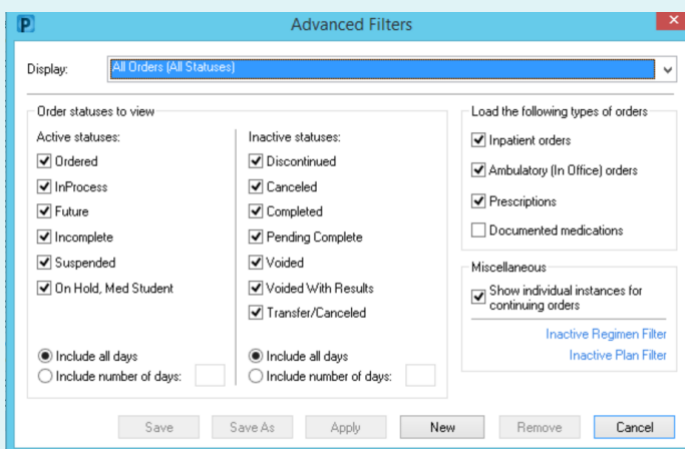 P
Advanced Filters
Display:
All Orders (All Statuses)
Order statuses to view
Active statuses:
Ordered
InProcess
Future
Incomplete
Suspended
On Hold, Med Student
Include all days
Include number of days:
Inactive statuses:
Discontinued
Canceled
Completed
Pending Complete
Voided
Voided With Results
Transfer/Canceled
Include all days
Include number of days:
Load the following types of orders
Inpatient orders
Ambulatory (In Office) orders
Prescriptions
Documented medications
Miscellaneous
Show individual instances for
continuing orders
Inactive Regimen Filter
Inactive Plan Filter
Save
Save As
Apply
New
Remove
Cancel